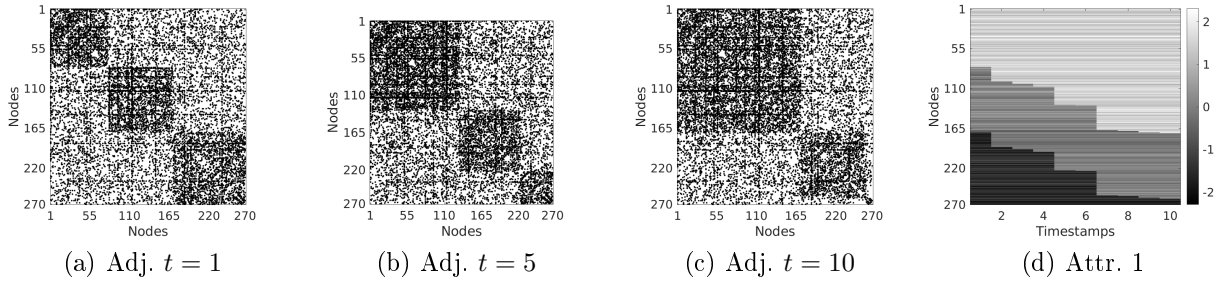 1
55
110
165
220
270
Nodes
1 55 110 165 220 270
Nodes
(a) Adj. t = 1
1
55
110
165
220
270
Nodes
1 55 110 165 220 270
Nodes
(b) Adj. t = 5
1
55
110
165
220
270
Nodes
1 55 110 165 220 270
Nodes
(c) Adj. t = 10
1
55
110
165
220
270
Nodes
2 4 6 8 10
Timestamps
2
1
0
-1
-2
(d) Attr. 1